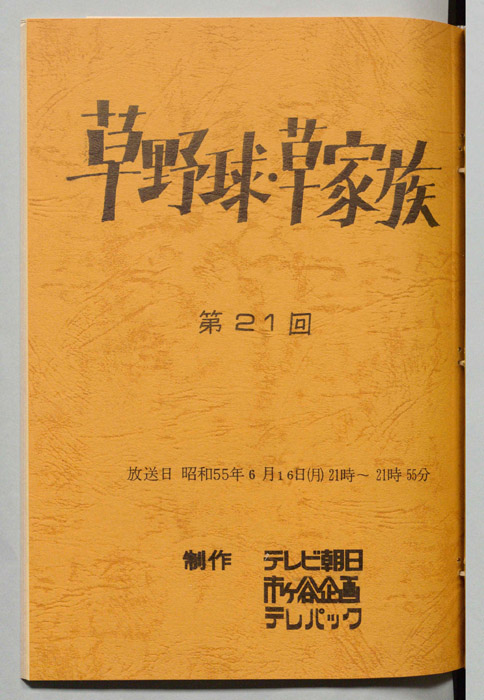 草野球・草家族
第21回
放送日 昭和55年6月16日(月)21時～21時55分
制作 テレビ朝日
市ケ谷企画
テレパック